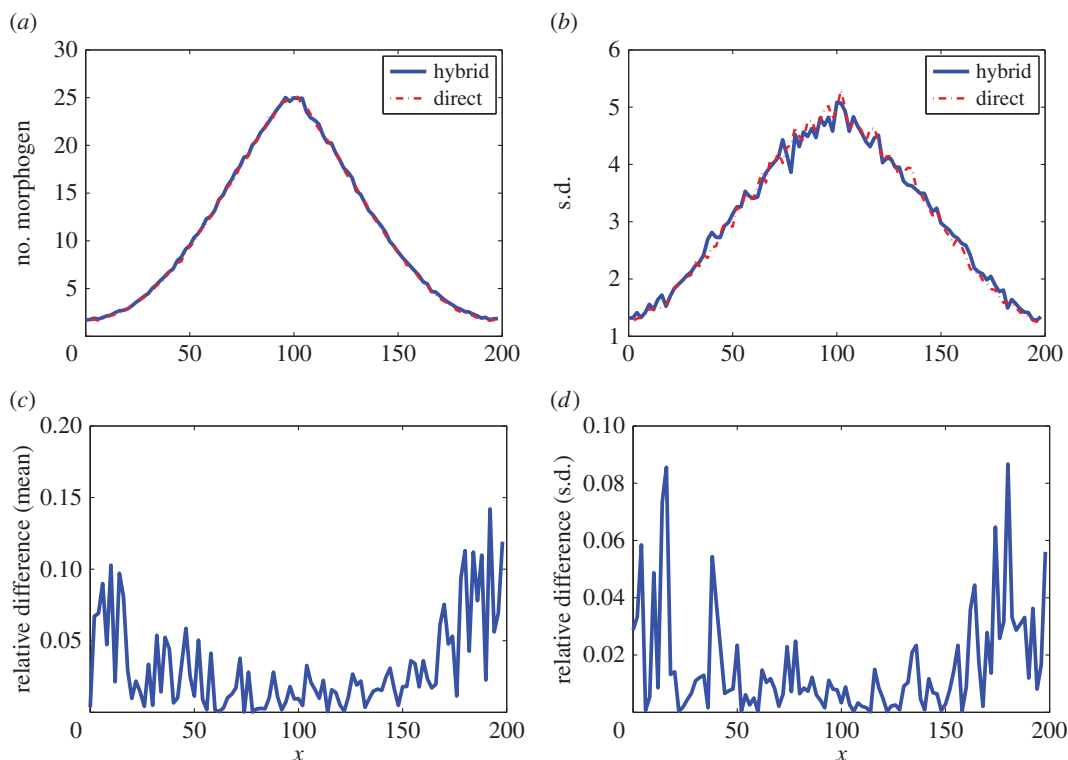 (a)
30
25
20
15
10
5
0
50
100
150
200
no. morphogen
hybrid
direct
(b)
6
5
4
3
2
1
0
50
100
150
200
s.d.
hybrid
direct
(c)
0.20
0.15
0.10
0.05
0
50
100
150
200
relative difference (mean)
x
(d)
0.10
0.08
0.06
0.04
0.02
0
50
100
150
200
relative difference (s.d.)
x